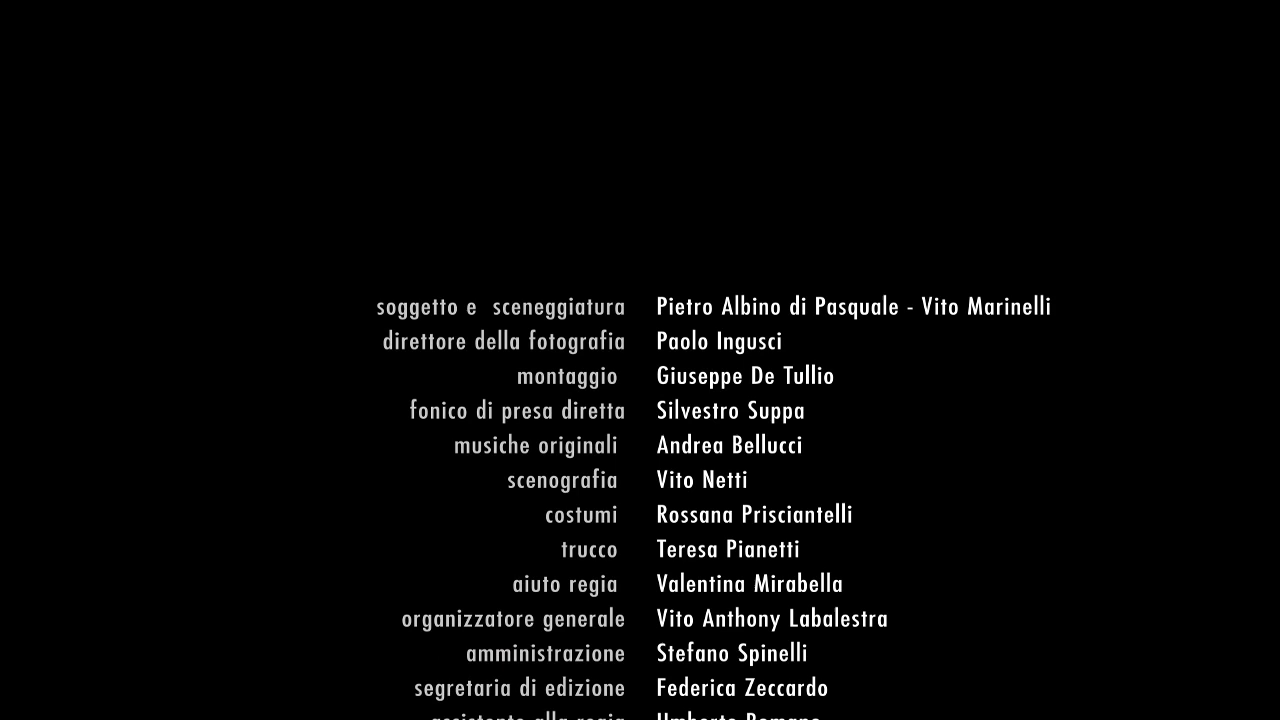 soggetto e sceneggiatura Pietro Albino di Pasquale - Vito Marinelli
direttore della fotografia Paolo Ingusci
montaggio Giuseppe De Tullio
fonico di presa diretta Silvestro Suppa
musiche originali Andrea Bellucci
scenografia Vito Netti
costumi Rossana Prisciantelli
trucco Teresa Pianetti
aiuto regia Valentina Mirabella
organizzatore generale Vito Anthony Labalestra
amministrazione Stefano Spinelli
segretaria di edizione Federica Zeccardo